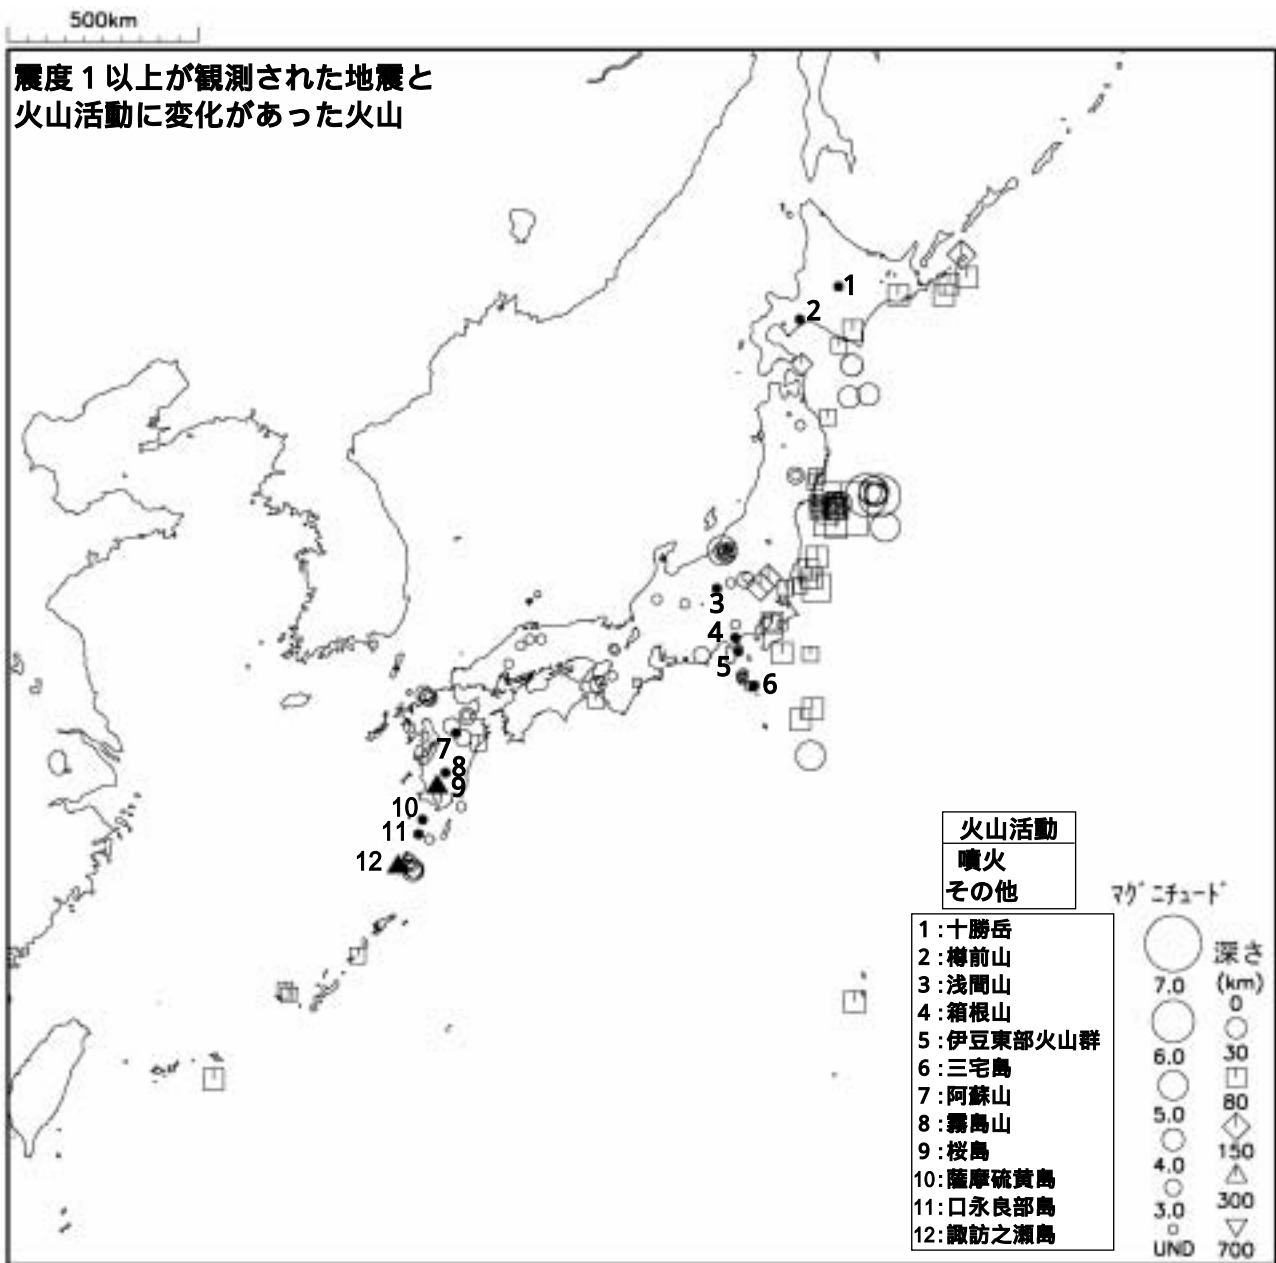 500km
震度１以上が観測された地震と
火山活動に変化があった火山
1
2
3
4
5
6
7
8
9
10
11
12
火山活動
噴火
その他
1:十勝岳
2:樽前山
3:浅間山
4:箱根山
5:伊豆東部火山群
6:三宅島
7:阿蘇山
8:霧島山
9:桜島
10:薩摩硫黄島
11:口永良部島
12:諏訪之瀬島
ﾏｸﾞﾆﾁｭｰﾄﾞ
7.0
6.0
5.0
4.0
3.0
UND
深さ
(km)
0
30
80
150
300
700